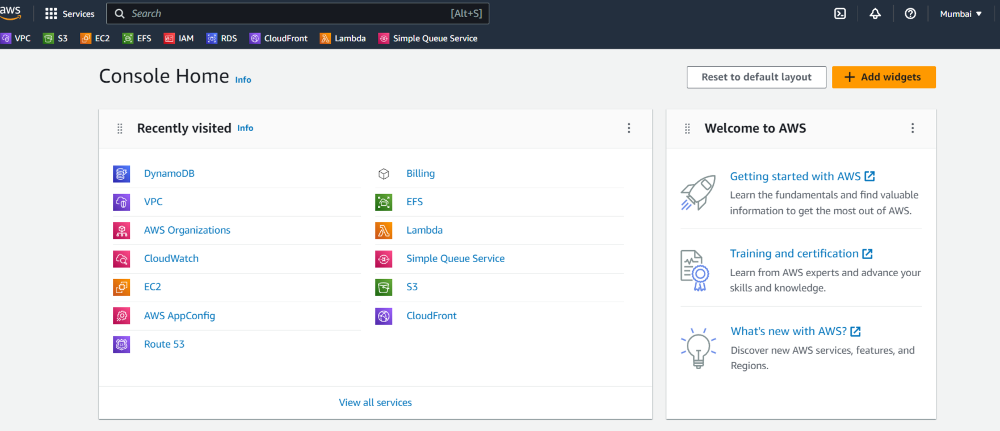 aws
Services
Search
[Alt+S]
Mumbai
VPC
S3
EC2
EFS
IAM
RDS
CloudFront
Lambda
Simple Queue Service
Console Home Info
Reset to default layout
Add widgets
Recently visited Info
DynamoDB
VPC
AWS Organizations
CloudWatch
EC2
AWS AppConfig
Route 53
Billing
EFS
Lambda
Simple Queue Service
S3
CloudFront
View all services
Welcome to AWS
Getting started with AWS
Learn the fundamentals and find valuable
information to get the most out of AWS.
Training and certification
Learn from AWS experts and advance your
skills and knowledge.
What's new with AWS?
Discover new AWS services, features, and
Regions.